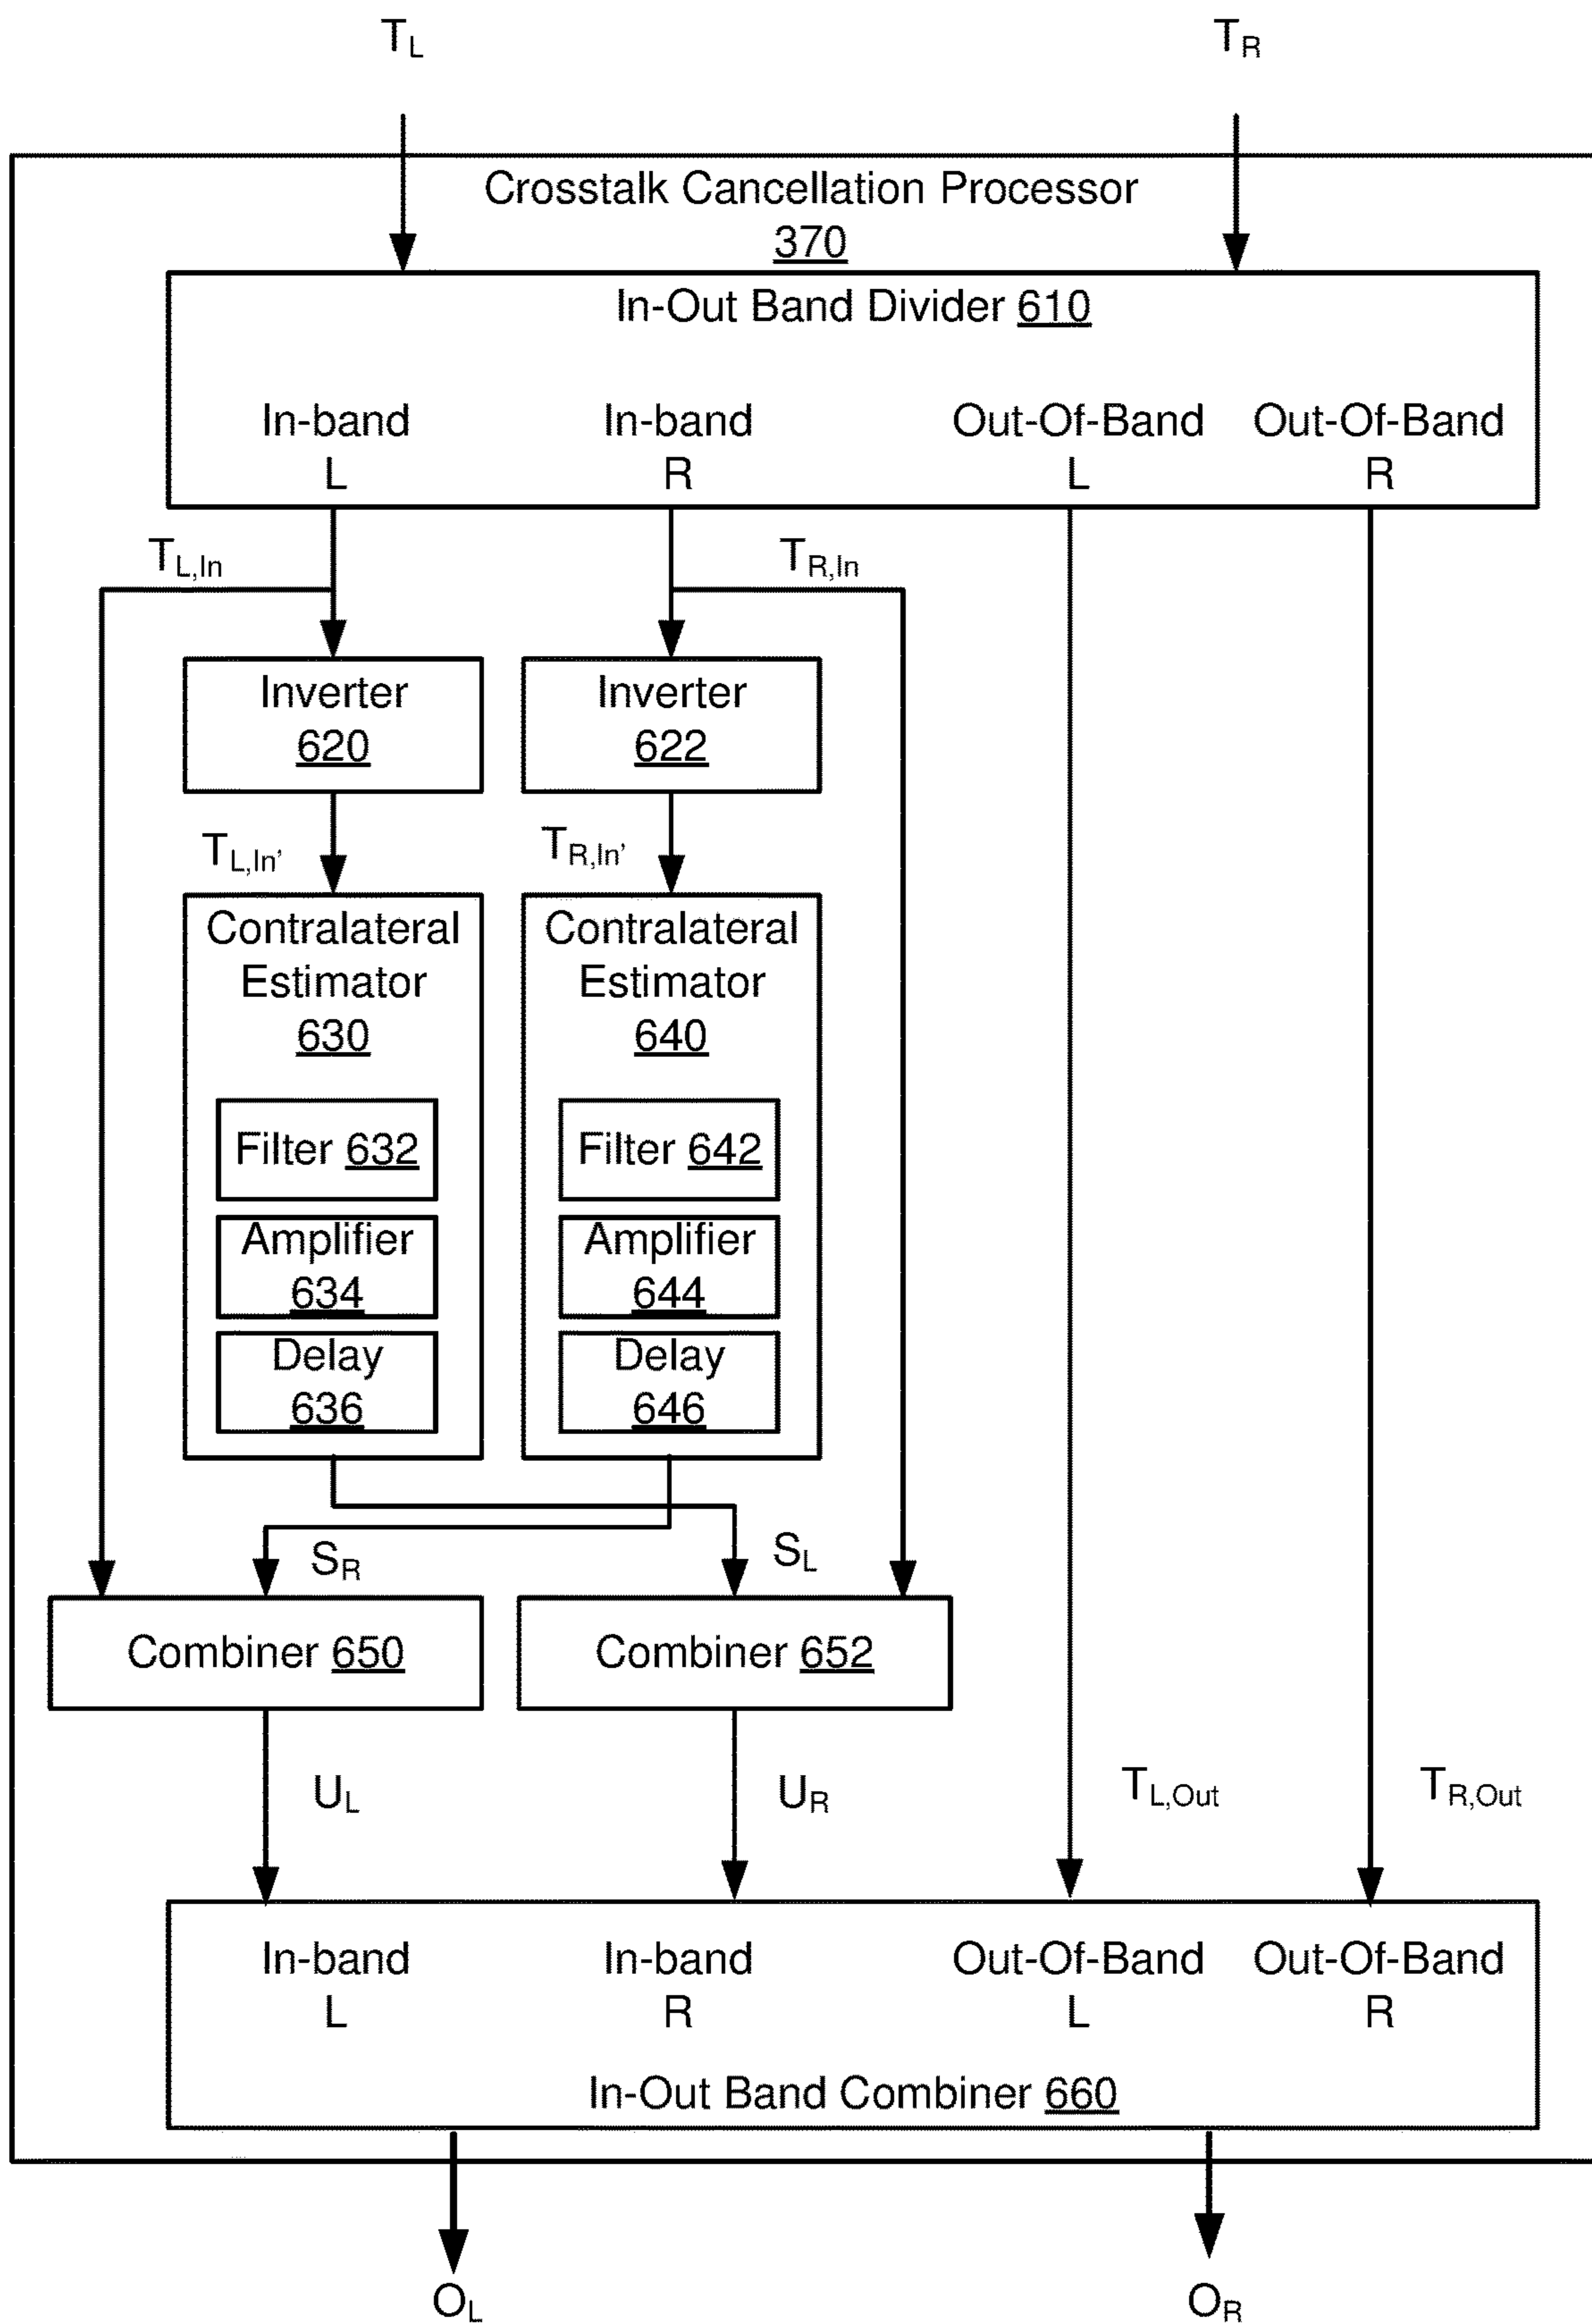 T_L T_R
Crosstalk Cancellation Processor
370
In-Out Band Divider 610
In-band In-band Out-Of-Band Out-Of-Band
L R L R
T_L,In T_R,In
Inverter Inverter
620 622
T_L,In' T_R,In'
Contralateral Contralateral
Estimator Estimator
630 640
Filter 632 Filter 642
Amplifier Amplifier
634 644
Delay Delay
636 646
S_R S_L
Combiner 650 Combiner 652
U_L U_R T_L,Out T_R,Out
In-band In-band Out-Of-Band Out-Of-Band
L R L R
In-Out Band Combiner 660
O_L O_R